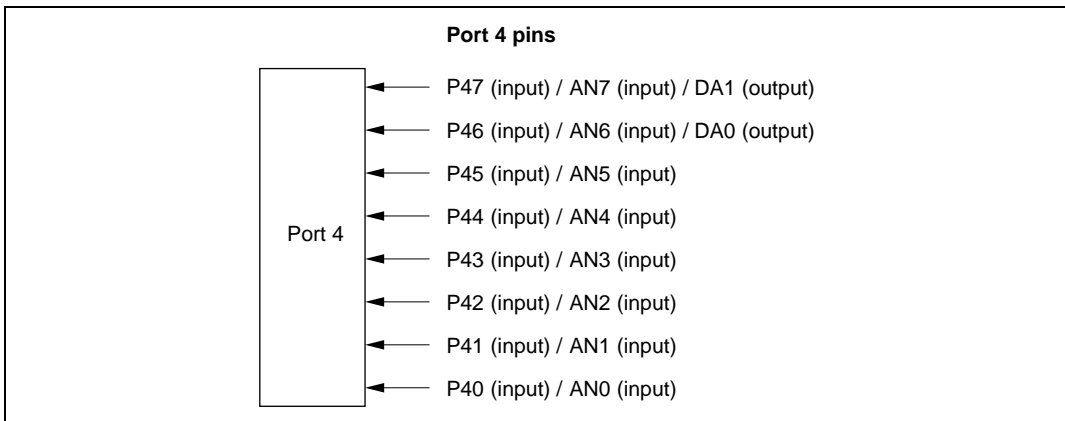 Port 4 pins
P47 (input) / AN7 (input) / DA1 (output)
P46 (input) / AN6 (input) / DA0 (output)
P45 (input) / AN5 (input)
P44 (input) / AN4 (input)
Port 4
P43 (input) / AN3 (input)
P42 (input) / AN2 (input)
P41 (input) / AN1 (input)
P40 (input) / AN0 (input)